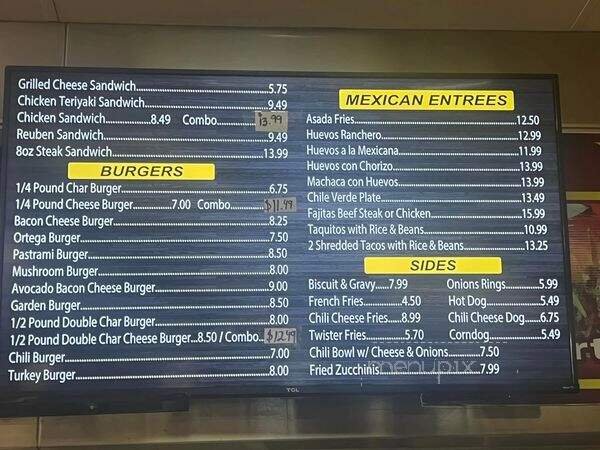 Grilled Cheese Sandwich 5.75
Chicken Teriyaki Sandwich 9.49
Chicken Sandwich 8.49 Combo 13.99
Reuben Sandwich 9.49
8oz Steak Sandwich 13.99
BURGERS
1/4 Pound Char Burger 6.75
1/4 Pound Cheese Burger 7.00 Combo $11.49
Bacon Cheese Burger 8.25
Ortega Burger 7.50
Pastrami Burger 8.50
Mushroom Burger 8.00
Avocado Bacon Cheese Burger 9.00
Garden Burger 8.50
1/2 Pound Double Char Burger 8.00
1/2 Pound Double Char Cheese Burger...8.50 / Combo $12.49
Chili Burger 7.00
Turkey Burger 8.00
MEXICAN ENTREES
Asada Fries 12.50
Huevos Ranchero 12.99
Huevos a la Mexicana 11.99
Huevos con Chorizo 13.99
Machaca con Huevos 13.99
Chile Verde Plate 13.49
Fajitas Beef Steak or Chicken 15.99
Taquitos with Rice & Beans 10.99
2 Shredded Tacos with Rice & Beans 13.25
SIDES
Biscuit & Gravy 7.99 Onions Rings 5.99
French Fries 4.50 Hot Dog 5.49
Chili Cheese Fries 8.99 Chili Cheese Dog 6.75
Twister Fries 5.70 Corndog 5.49
Chili Bowl w/ Cheese & Onions 7.50
Fried Zucchinis 7.99
menupix
TCL